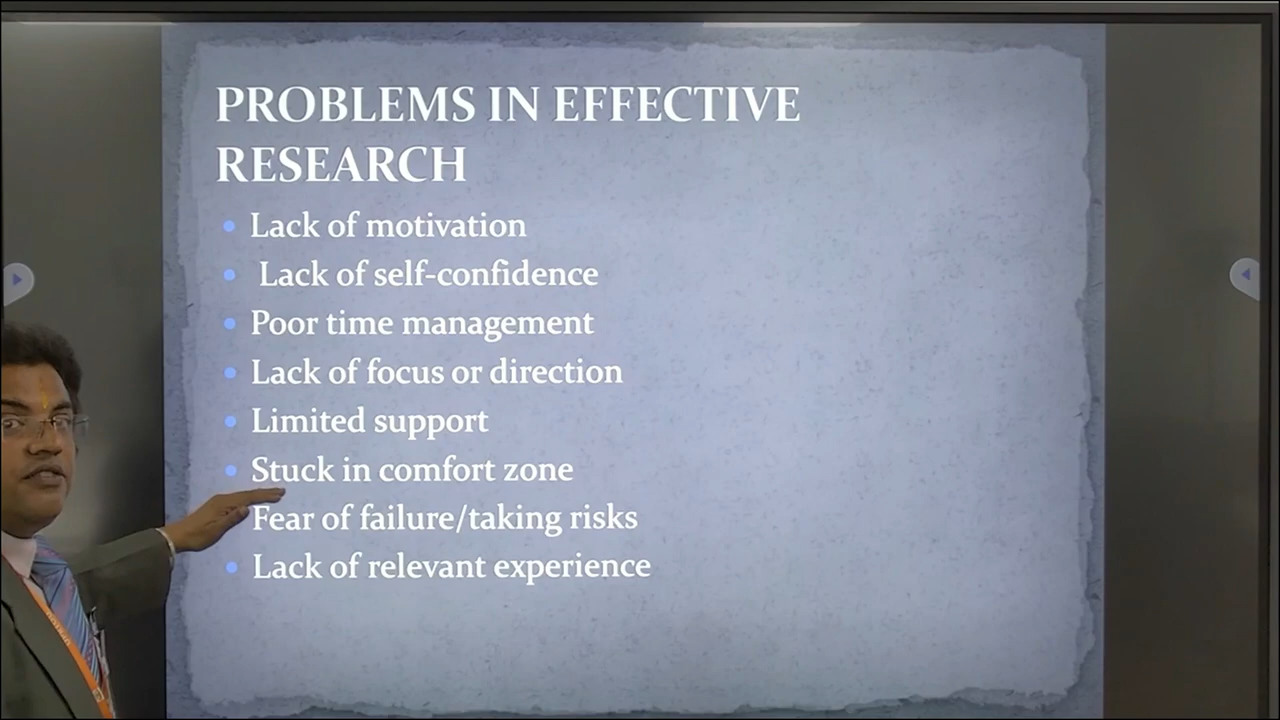 PROBLEMS IN EFFECTIVE
RESEARCH
Lack of motivation
Lack of self-confidence
Poor time management
Lack of focus or direction
Limited support
Stuck in comfort zone
Fear of failure/taking risks
Lack of relevant experience